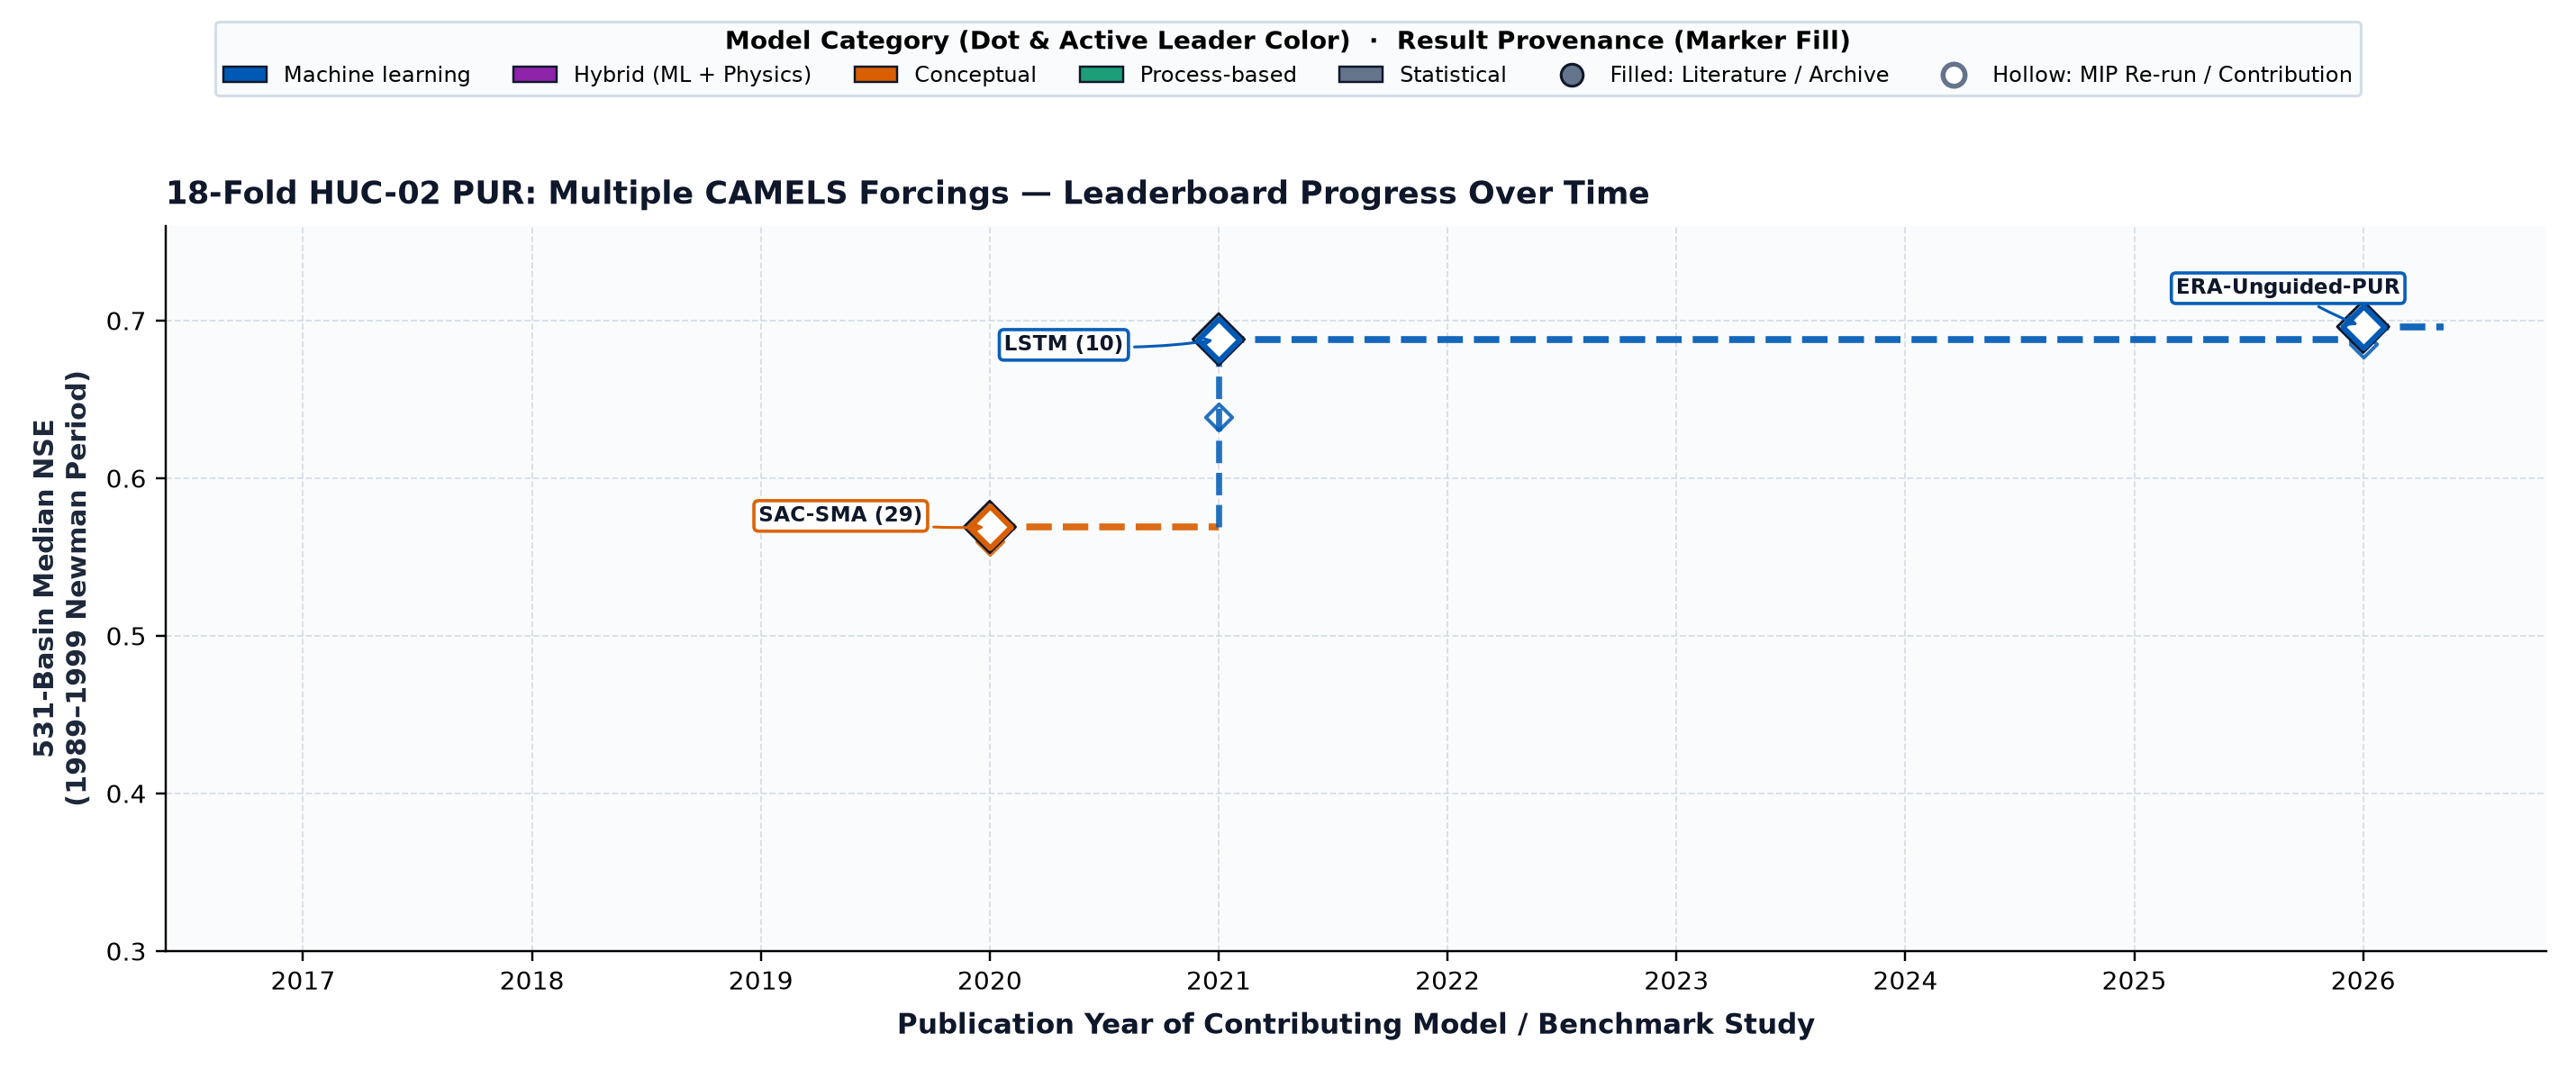 Model Category (Dot & Active Leader Color)  ·  Result Provenance (Marker Fill)
Machine learning
Hybrid (ML + Physics)
Conceptual
Process-based
Statistical
Filled: Literature / Archive
Hollow: MIP Re-run / Contribution
18-Fold HUC-02 PUR: Multiple CAMELS Forcings — Leaderboard Progress Over Time
531-Basin Median NSE
(1989–1999 Newman Period)
0.7
0.6
0.5
0.4
0.3
SAC-SMA (29)
LSTM (10)
ERA-Unguided-PUR
2017
2018
2019
2020
2021
2022
2023
2024
2025
2026
Publication Year of Contributing Model / Benchmark Study